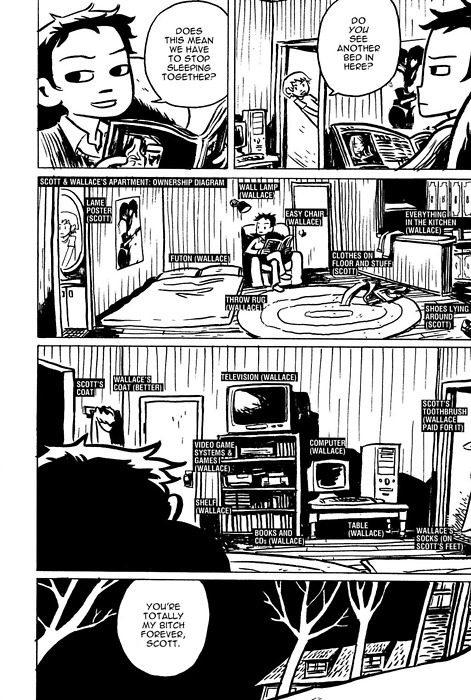 DOES
THIS MEAN
WE HAVE
TO STOP
SLEEPING
TOGETHER?
DO
YOU
SEE
ANOTHER
BED IN
HERE?
SCOTT & WALLACE'S APARTMENT: OWNERSHIP DIAGRAM
LAME
POSTER
(SCOTT)
WALL LAMP
(WALLACE)
EASY CHAIR
(WALLACE)
EVERYTHING
IN THE KITCHEN
(WALLACE)
FUTON (WALLACE)
CLOTHES ON
FLOOR AND STUFF
(SCOTT)
THROW RUG
(WALLACE)
SHOES LYING
AROUND
(SCOTT)
SCOTT'S
COAT
WALLACE'S
COAT (BETTER)
TELEVISION (WALLACE)
SCOTT'S
TOOTHBRUSH
(WALLACE
PAID FOR IT)
VIDEO GAME
SYSTEMS &
GAMES!
(WALLACE)
COMPUTER
(WALLACE)
SHELF
(WALLACE)
BOOKS AND
CDs (WALLACE)
TABLE
(WALLACE)
WALLACE'S
SOCKS (ON
SCOTT'S FEET)
YOU'RE
TOTALLY
MY BITCH
FOREVER,
SCOTT.